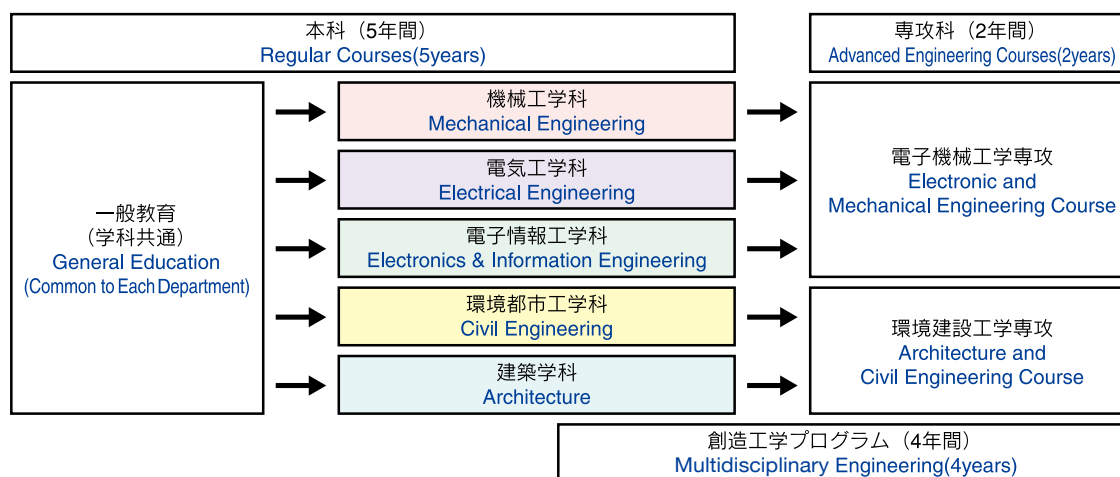 本科（5年間）
Regular Courses(5years)
専攻科（2年間）
Advanced Engineering Courses(2years)
一般教育
（学科共通）
General Education
(Common to Each Department)
機械工学科
Mechanical Engineering
電気工学科
Electrical Engineering
電子情報工学科
Electronics & Information Engineering
環境都市工学科
Civil Engineering
建築学科
Architecture
電子機械工学専攻
Electronic and
Mechanical Engineering Course
環境建設工学専攻
Architecture and
Civil Engineering Course
創造工学プログラム（4年間）
Multidisciplinary Engineering(4years)